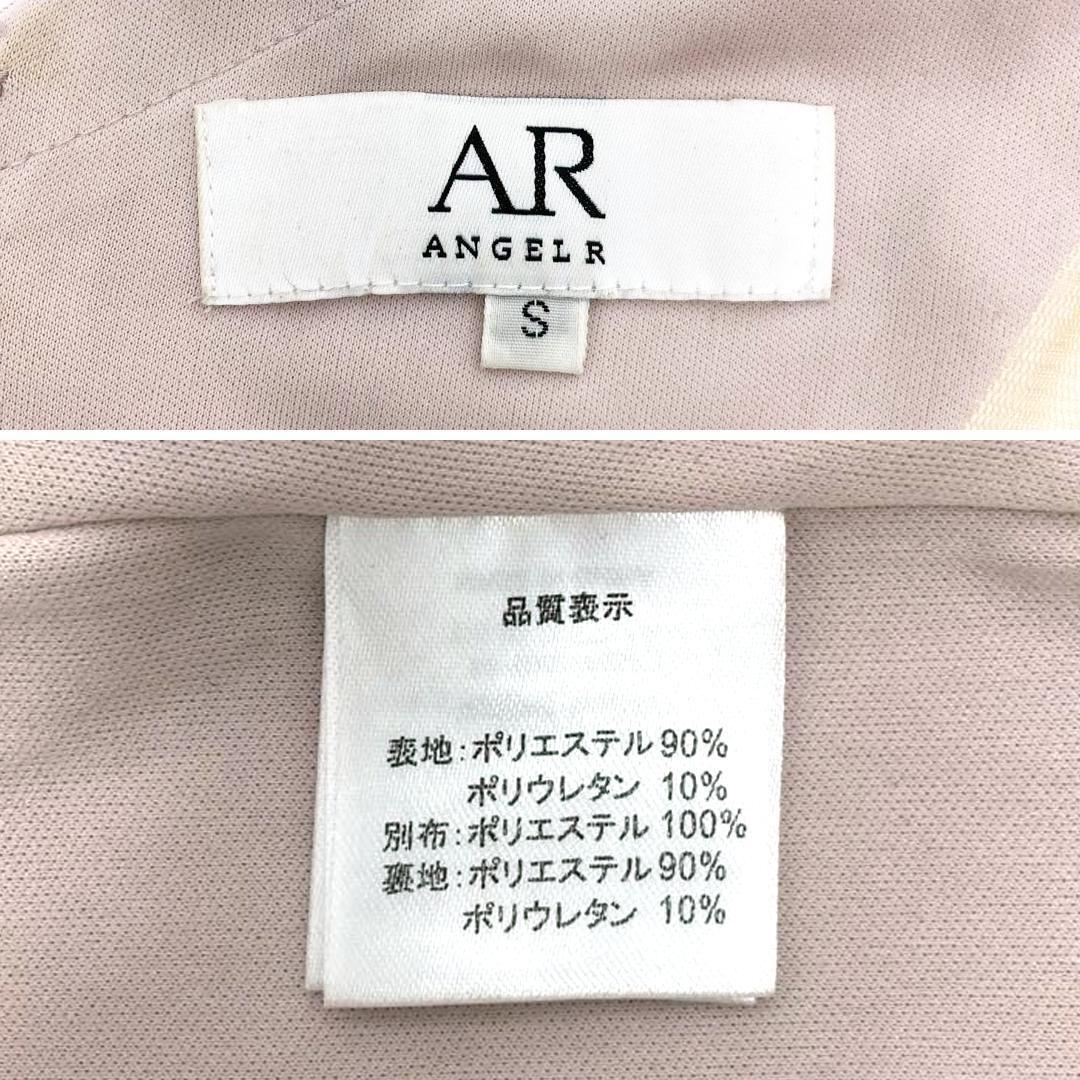 AR
ANGEL R
S
品質表示
表地:ポリエステル 90%
ポリウレタン 10%
別布:ポリエステル 100%
裏地:ポリエステル 90%
ポリウレタン 10%